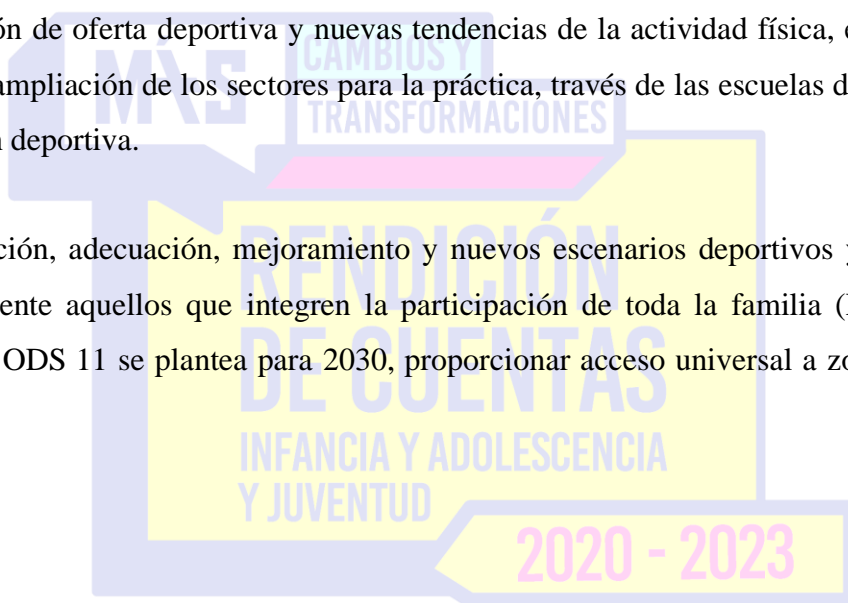 ón de oferta deportiva y nuevas tendencias de la actividad física, e
ampliación de los sectores para la práctica, través de las escuelas d
deportiva.
ción, adecuación, mejoramiento y nuevos escenarios deportivos y
ente aquellos que integren la participación de toda la familia (
ODS 11 se plantea para 2030, proporcionar acceso universal a zo
MÁS
CAMBIOS Y
TRANSFORMACIONES
RENDICIÓN
DE CUENTAS
INFANCIA Y ADOLESCENCIA
Y JUVENTUD
2020 - 2023